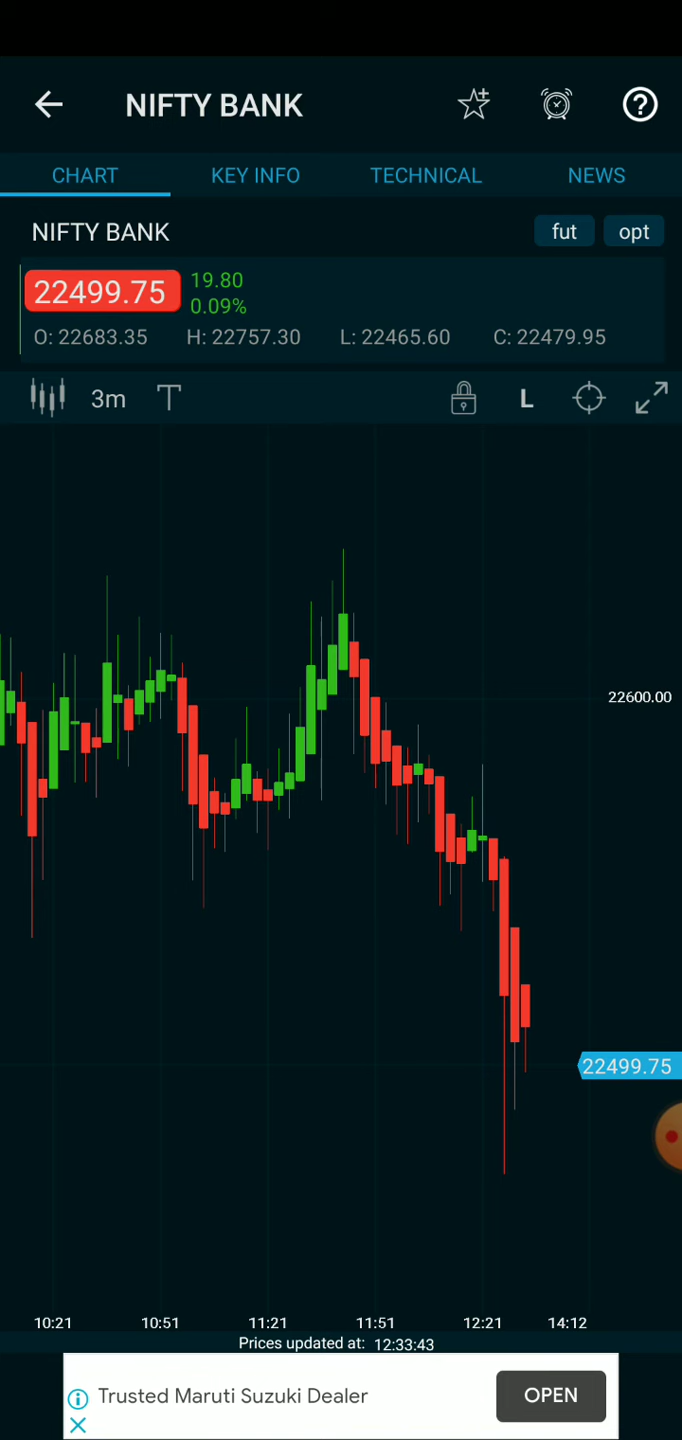 NIFTY BANK
CHART KEY INFO TECHNICAL NEWS
NIFTY BANK fut opt
22499.75 19.80
0.09%
O: 22683.35 H: 22757.30 L: 22465.60 C: 22479.95
3m T L
22600.00
22499.75
10:21 10:51 11:21 11:51 12:21 14:12
Prices updated at: 12:33:43
Trusted Maruti Suzuki Dealer OPEN